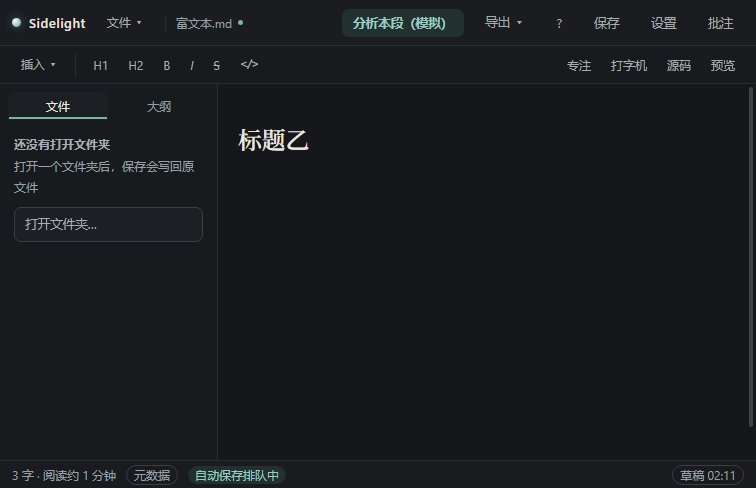 Sidelight 文件 富文本.md 分析本段（模拟） 导出 ? 保存 设置 批注
插入 H1 H2 B I S </> 专注 打字机 源码 预览
文件 大纲
还没有打开文件夹
打开一个文件夹后，保存会写回原
文件
打开文件夹...
标题乙
3 字 · 阅读约 1 分钟 元数据 自动保存排队中 草稿 02:11